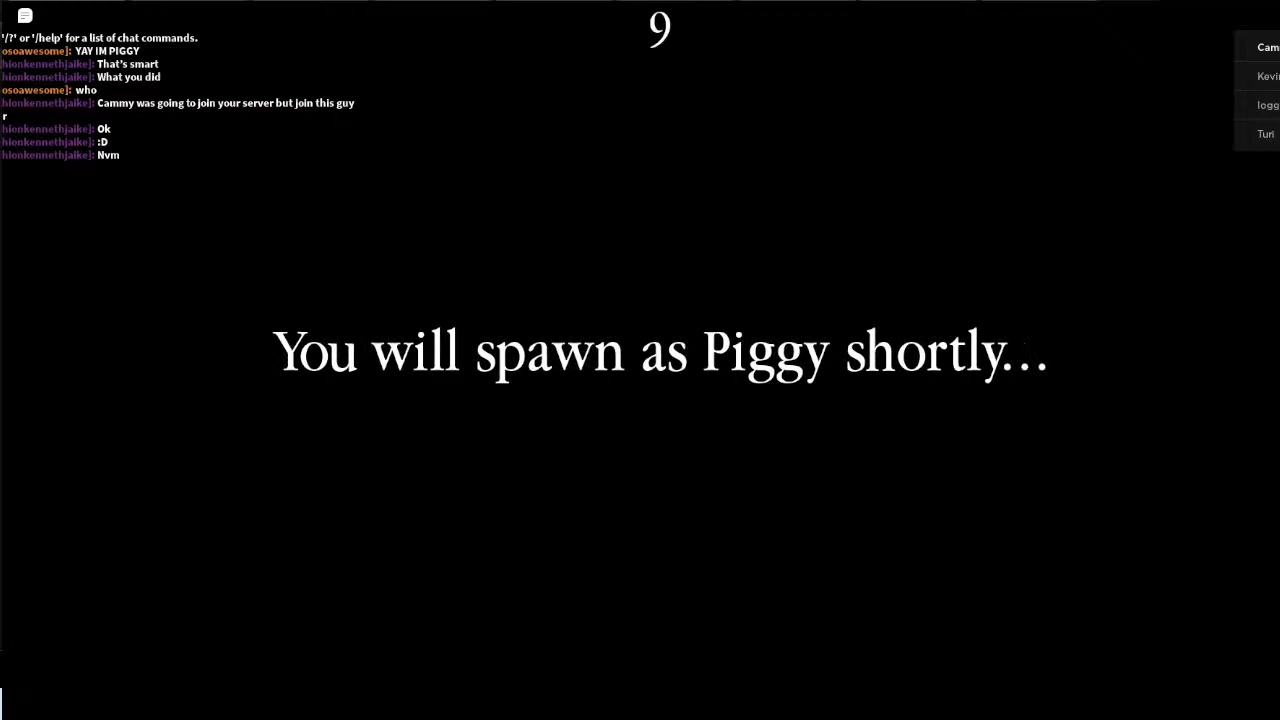 9
'/?' or '/help' for a list of chat commands.
osoawesome]: YAY IM PIGGY
hionkennethjaike]: That's smart
hionkennethjaike]: What you did
osoawesome]: who
hionkennethjaike]: Cammy was going to join your server but join this guy
r
hionkennethjaike]: Ok
hionkennethjaike]: :D
hionkennethjaike]: Nvm
Cam
Kevin
logg
Turl
You will spawn as Piggy shortly...